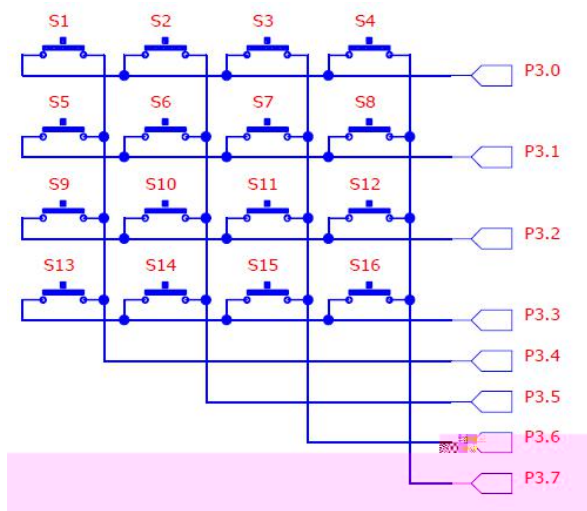 S1 S2 S3 S4
P3.0
S5 S6 S7 S8
P3.1
S9 S10 S11 S12
P3.2
S13 S14 S15 S16
P3.3
P3.4
P3.5
P3.6
P3.7